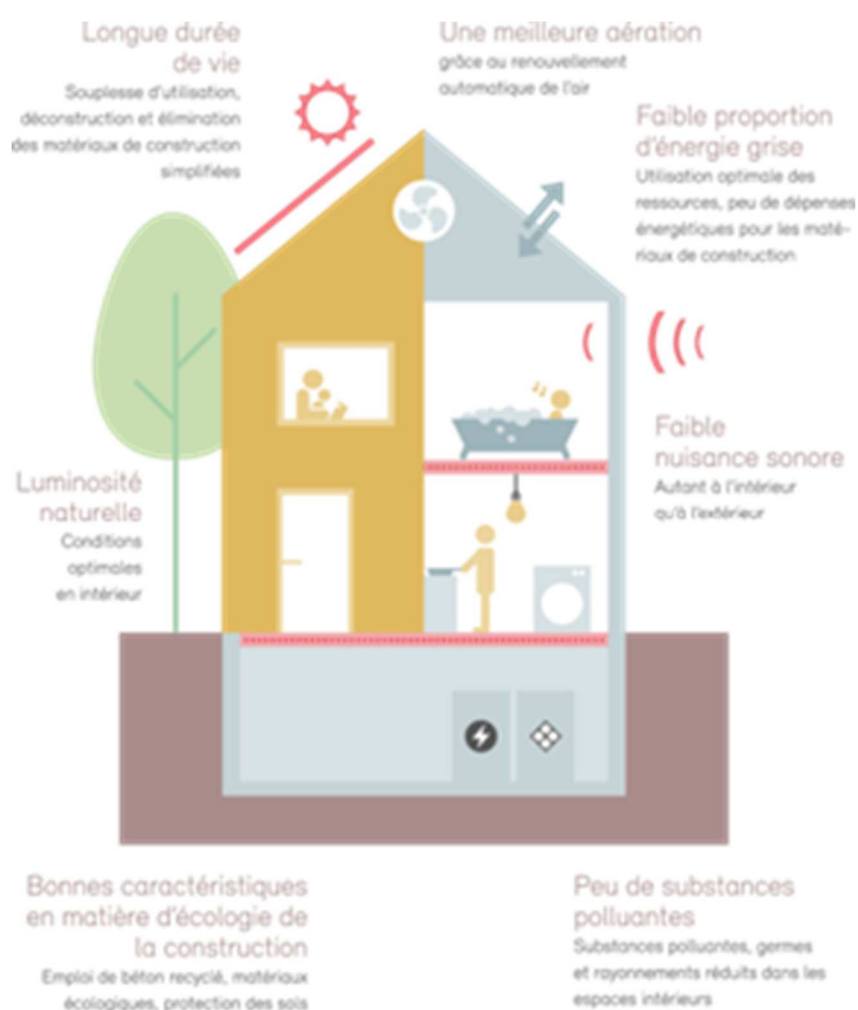 Longue durée
de vie
Souplesse d'utilisation,
déconstruction et élimination
des matériaux de construction
simplifiées
Une meilleure aération
grâce au renouvellement
automatique de l'air
Faible proportion
d'énergie grise
Utilisation optimale des
ressources, peu de dépenses
énergétiques pour les maté-
riaux de construction
Faible
nuisance sonore
Autant à l'intérieur
qu'à l'extérieur
Luminosité
naturelle
Conditions
optimales
en intérieur
Bonnes caractéristiques
en matière d'écologie de
la construction
Emploi de béton recyclé, matériaux
écologiques, protection des sols
Peu de substances
polluantes
Substances polluantes, germes
et rayonnements réduits dans les
espaces intérieurs